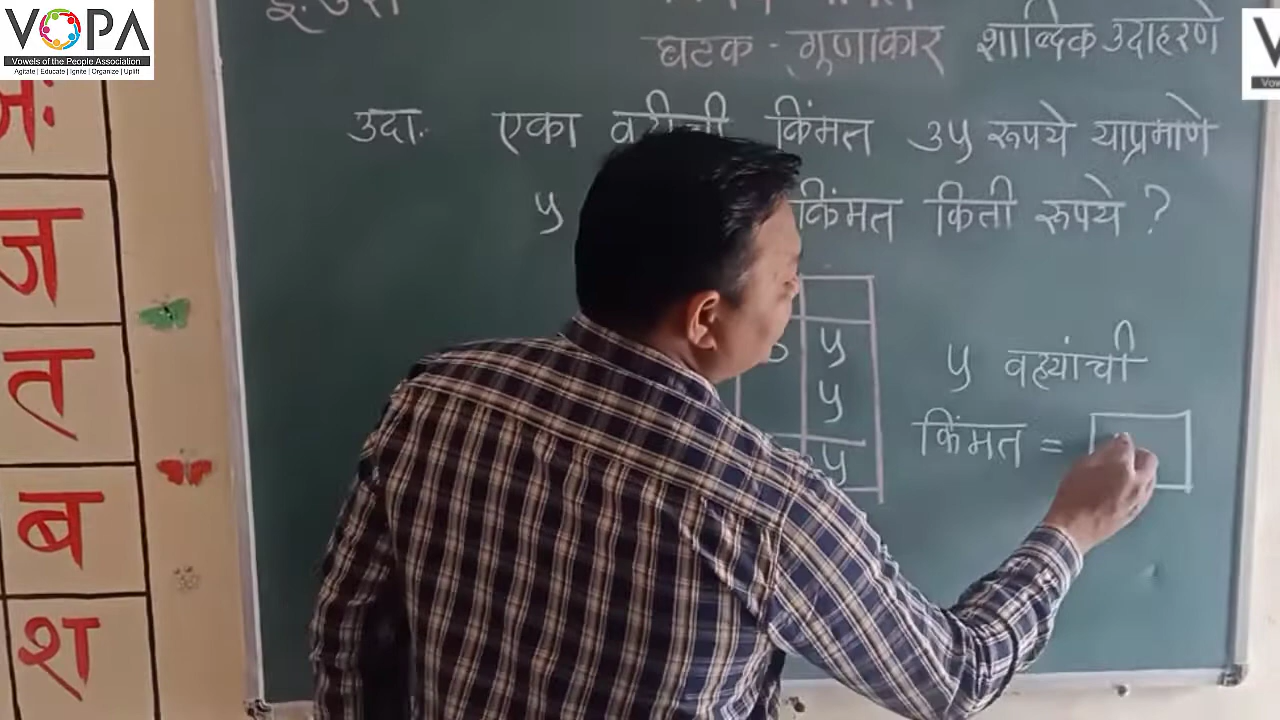 VOPA
Vowels of the People Association
Agitate | Educate | Ignite | Organize | Uplift
घटक - गुणाकार शाब्दिक उदाहरणे
उदा. एका वहीची किंमत ३५ रूपये याप्रमाणे
५ किंमत किती रूपये ?
५
५
५
५ वह्यांची
किंमत =
ज
त
ब
श